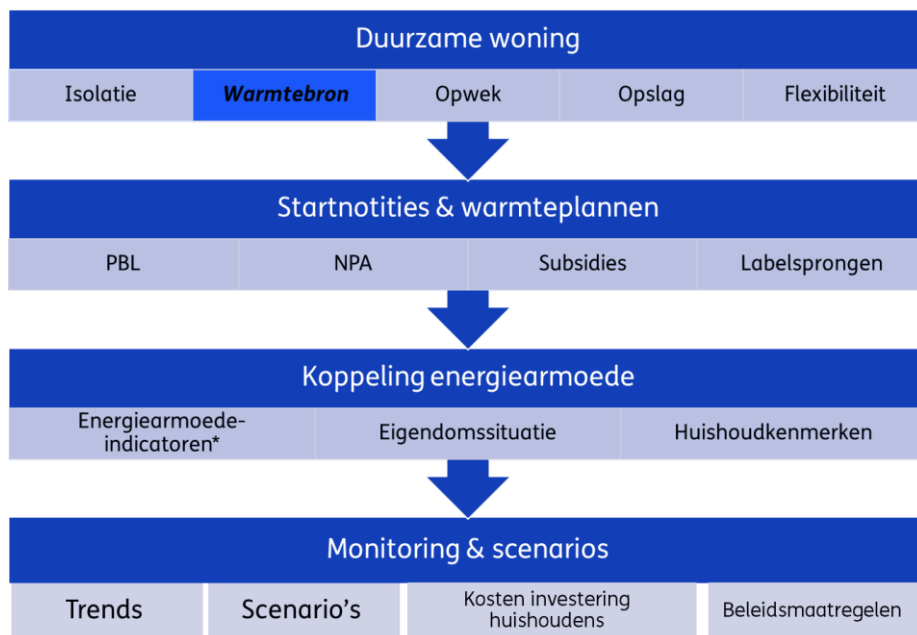 Duurzame woning
Isolatie Warmtebron Opwek Opslag Flexibiliteit
Startnotities & warmteplannen
PBL NPA Subsidies Labelsprongen
Koppeling energiearmoede
Energiearmoede-
indicatoren* Eigendomssituatie Huishoudkenmerken
Monitoring & scenarios
Trends Scenario's Kosten investering
huishoudens Beleidsmaatregelen